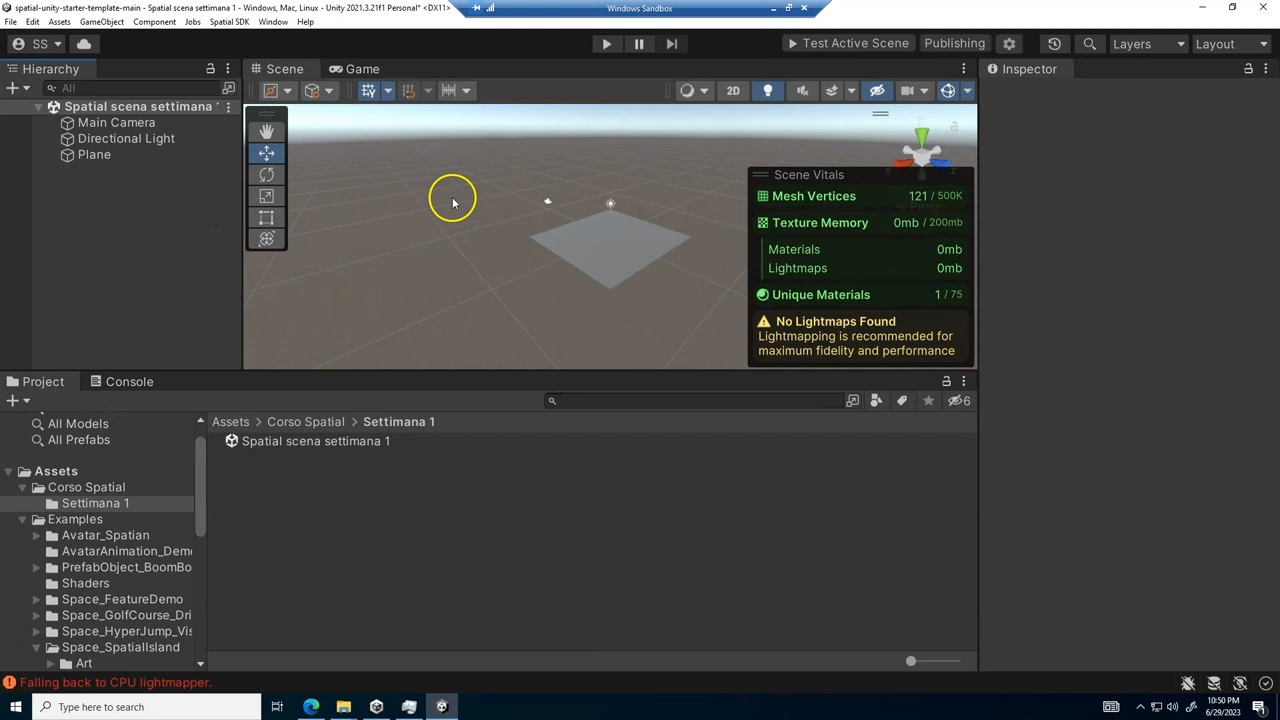 spatial-unity-starter-template-main - Spatial scena settimana 1 - Windows, Mac, Linux - Unity 2021.3.21f1 Personal* <DX11>
Windows Sandbox
File Edit Assets GameObject Component Jobs Spatial SDK Window Help
SS
Test Active Scene Publishing Layers Layout
Hierarchy
Scene Game
Inspector
All
2D
Spatial scena settimana
Main Camera
Directional Light
Plane
Scene Vitals
Mesh Vertices 121 / 500K
Texture Memory 0mb / 200mb
Materials 0mb
Lightmaps 0mb
Unique Materials 1 / 75
No Lightmaps Found
Lightmapping is recommended for
maximum fidelity and performance
Project Console
6
All Models
All Prefabs
Assets
Corso Spatial
Settimana 1
Examples
Avatar_Spatian
AvatarAnimation_Dem
PrefabObject_BoomBo
Shaders
Space_FeatureDemo
Space_GolfCourse_Dri
Space_HyperJump_Vis
Space_SpatialIsland
Art
Assets > Corso Spatial > Settimana 1
Spatial scena settimana 1
Falling back to CPU lightmapper.
Type here to search
10:50 PM
6/29/2023